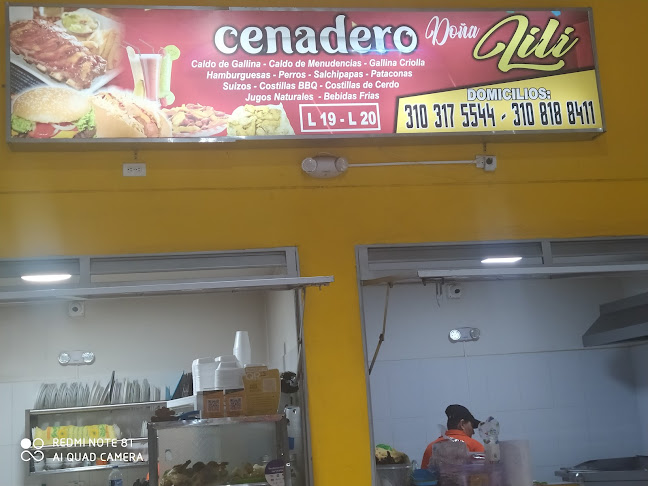 cenadero Doña Lili
Caldo de Gallina - Caldo de Menudencias - Gallina Criolla
Hamburguesas - Perros - Salchipapas - Pataconas
Suizos - Costillas BBQ - Costillas de Cerdo
Jugos Naturales - Bebidas Frias
L 19 - L 20
DOMICILIOS:
310 317 5544 - 310 818 8411
REDMI NOTE 8T
AI QUAD CAMERA